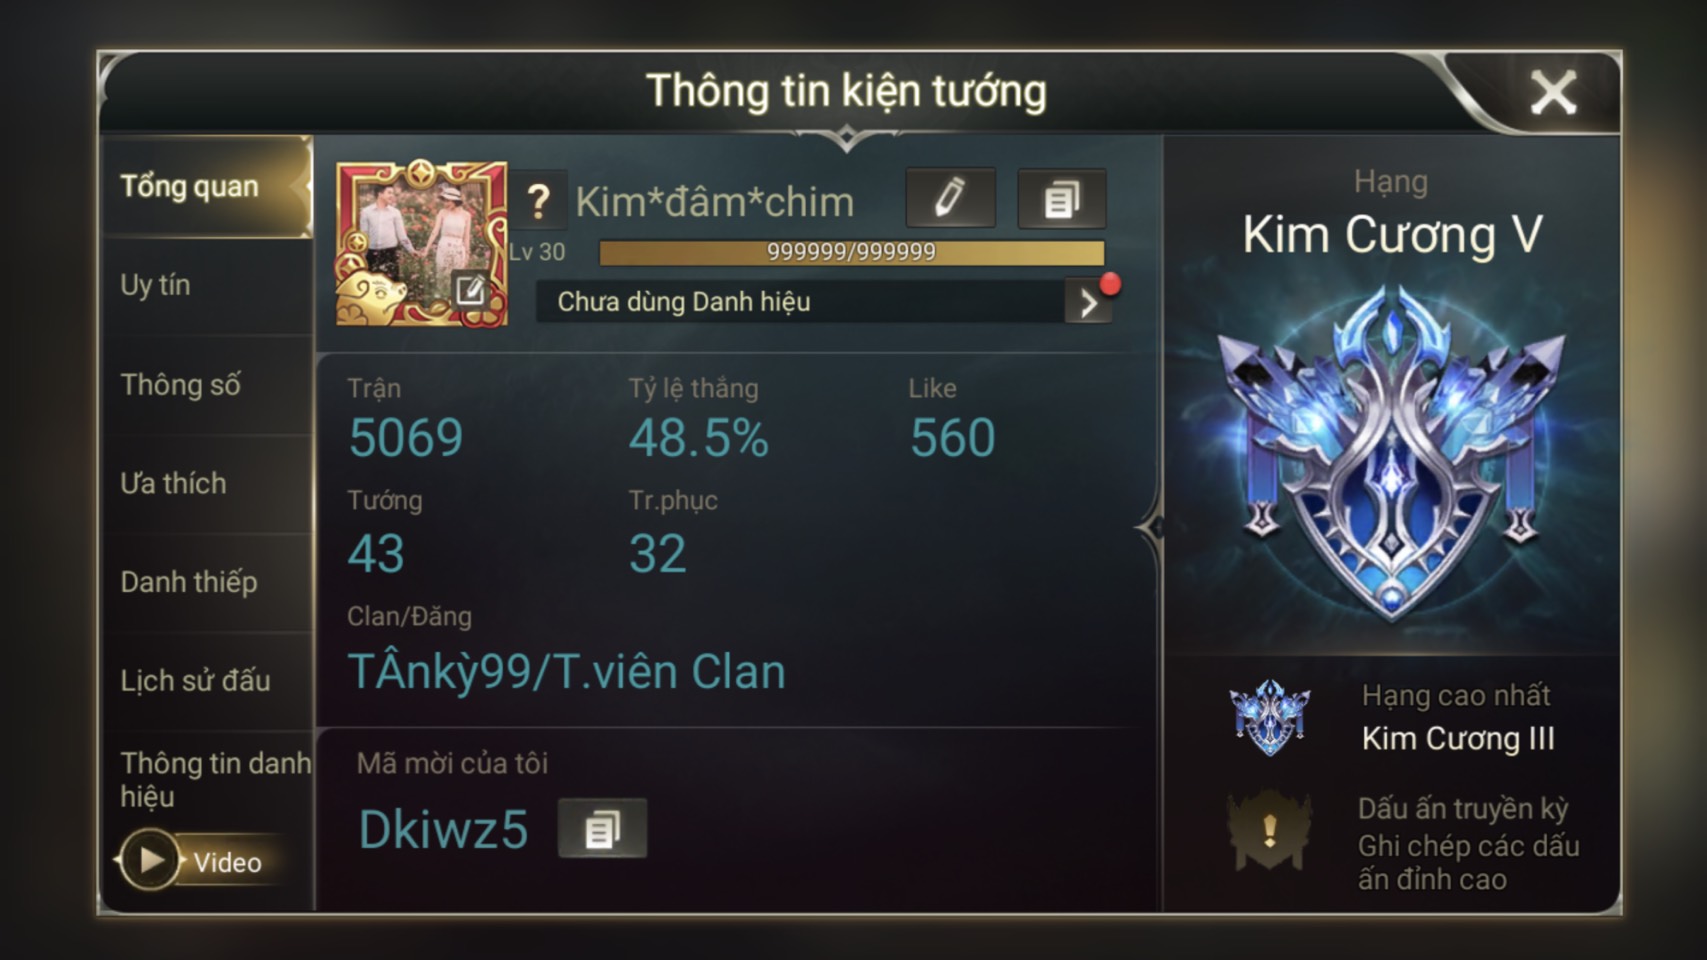 Thông tin kiện tướng
Tổng quan
Uy tín
Thông số
Ưa thích
Danh thiếp
Lịch sử đấu
Thông tin danh
hiệu
Video
?
Kim*đâm*chim
Lv 30
999999/999999
Chưa dùng Danh hiệu
Trận
Tỷ lệ thắng
Like
5069
48.5%
560
Tướng
Tr.phục
43
32
Clan/Đăng
TÂnkỳ99/T.viên Clan
Mã mời của tôi
Dkiwz5
Hạng
Kim Cương V
Hạng cao nhất
Kim Cương III
Dấu ấn truyền kỳ
Ghi chép các dấu
ấn đỉnh cao